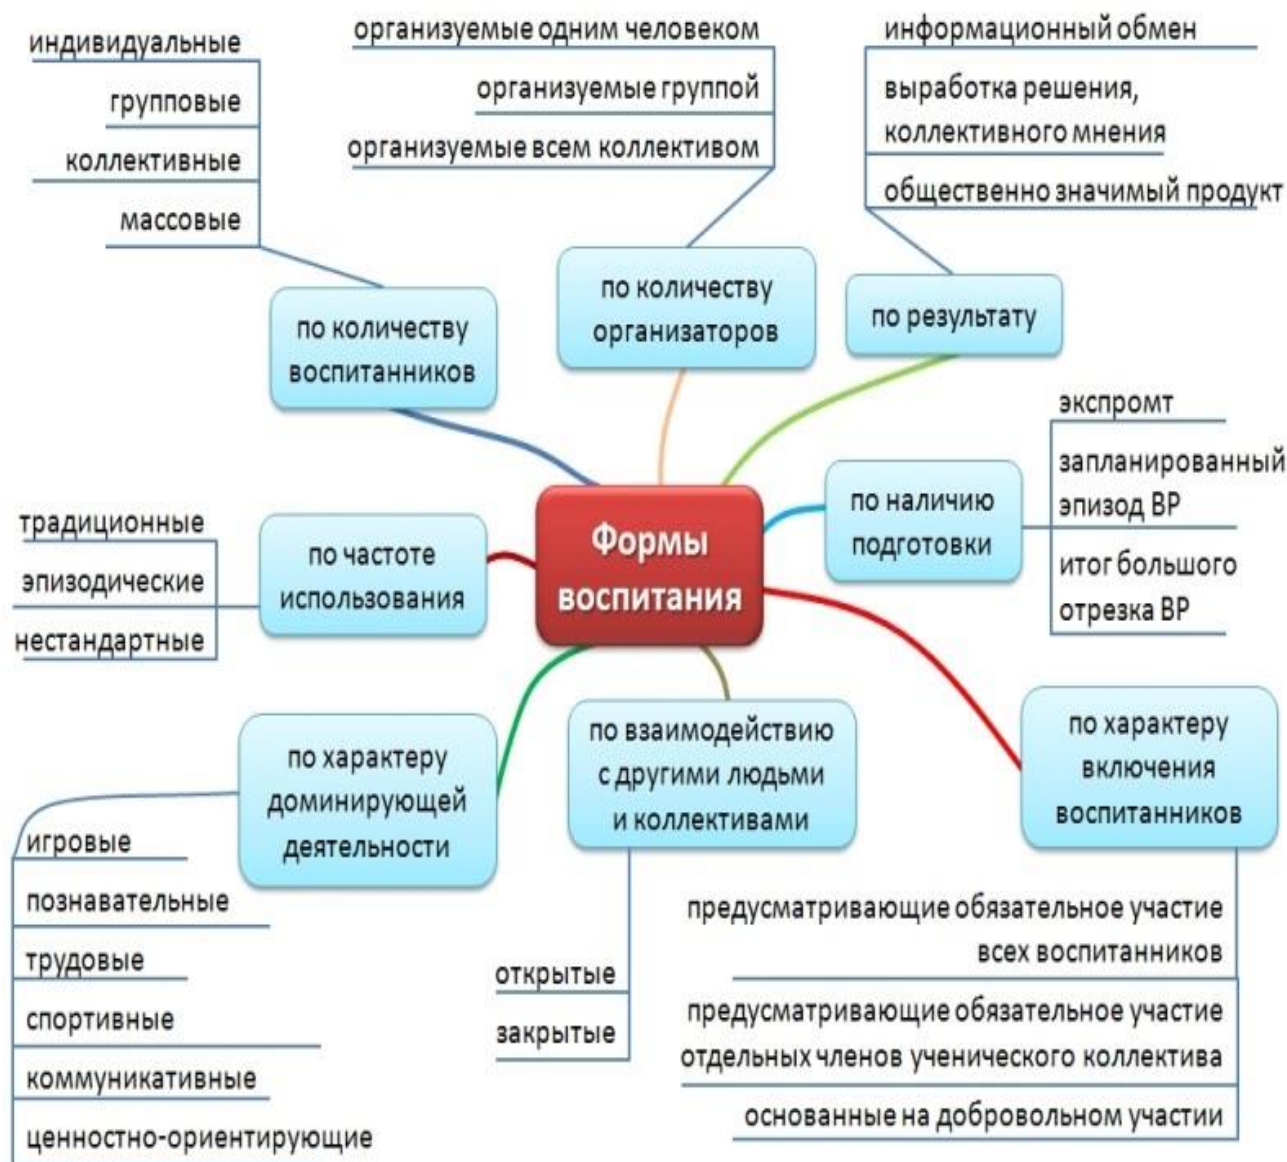 индивидуальные
групповые
коллективные
массовые
по количеству
воспитанников
организуемые одним человеком
организуемые группой
организуемые всем коллективом
по количеству
организаторов
информационный обмен
выработка решения,
коллективного мнения
общественно значимый продукт
по результату
экспромт
запланированный
эпизод ВР
итог большого
отрезка ВР
по наличию
подготовки
Формы
воспитания
традиционные
эпизодические
нестандартные
по частоте
использования
по характеру
доминирующей
деятельности
игровые
познавательные
трудовые
спортивные
коммуникативные
ценностно-ориентирующие
по взаимодействию
с другими людьми
и коллективами
открытые
закрытые
по характеру
включения
воспитанников
предусматривающие обязательное участие
всех воспитанников
предусматривающие обязательное участие
отдельных членов ученического коллектива
основанные на добровольном участии